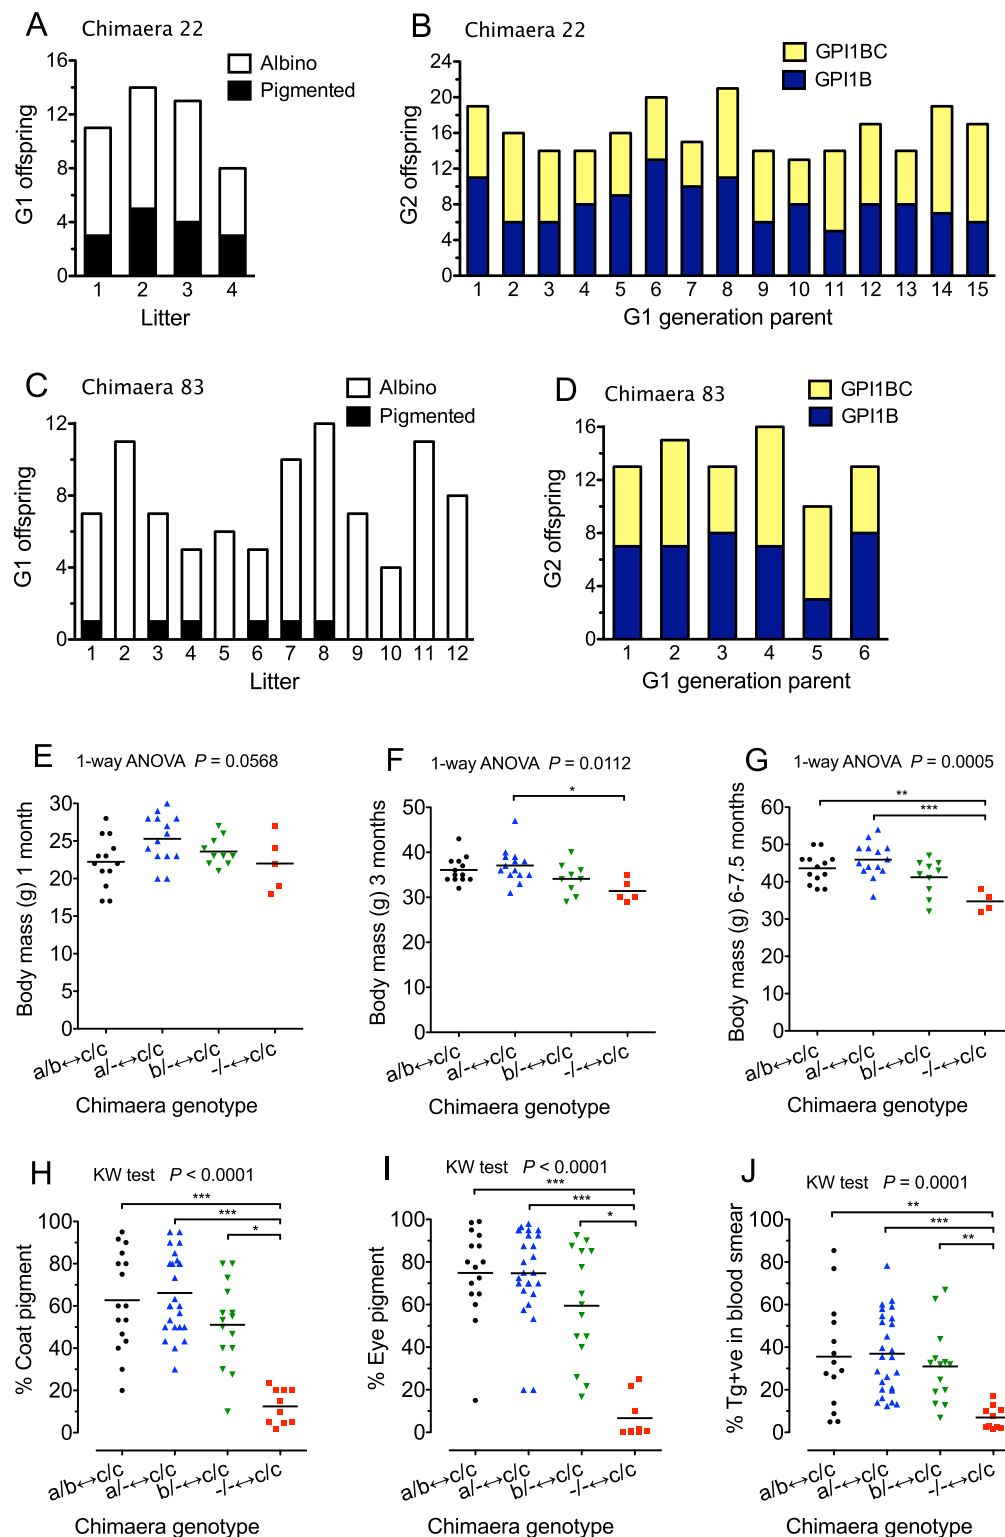 A Chimaera 22
Albino
Pigmented
16
12
8
4
0
G1 offspring
1 2 3 4
Litter
B Chimaera 22
GPI1BC
GPI1B
24
20
16
12
8
4
0
G2 offspring
1 2 3 4 5 6 7 8 9 10 11 12 13 14 15
G1 generation parent
C Chimaera 83
Albino
Pigmented
12
8
4
0
G1 offspring
1 2 3 4 5 6 7 8 9 10 11 12
Litter
D Chimaera 83
GPI1BC
GPI1B
16
12
8
4
0
G2 offspring
1 2 3 4 5 6
G1 generation parent
E 1-way ANOVA P = 0.0568
30
25
20
15
10
5
0
Body mass (g) 1 month
a/b↔c/c a/-↔c/c b/-↔c/c -/-↔c/c
Chimaera genotype
F 1-way ANOVA P = 0.0112
*
50
40
30
20
10
0
Body mass (g) 3 months
a/b↔c/c a/-↔c/c b/-↔c/c -/-↔c/c
Chimaera genotype
G 1-way ANOVA P = 0.0005
**
***
60
50
40
30
20
10
0
Body mass (g) 6-7.5 months
a/b↔c/c a/-↔c/c b/-↔c/c -/-↔c/c
Chimaera genotype
H KW test P < 0.0001
***
***
*
100
80
60
40
20
0
% Coat pigment
a/b↔c/c a/-↔c/c b/-↔c/c -/-↔c/c
Chimaera genotype
I KW test P < 0.0001
***
***
*
100
80
60
40
20
0
% Eye pigment
a/b↔c/c a/-↔c/c b/-↔c/c -/-↔c/c
Chimaera genotype
J KW test P = 0.0001
**
***
**
100
80
60
40
20
0
% Tg+ve in blood smear
a/b↔c/c a/-↔c/c b/-↔c/c -/-↔c/c
Chimaera genotype